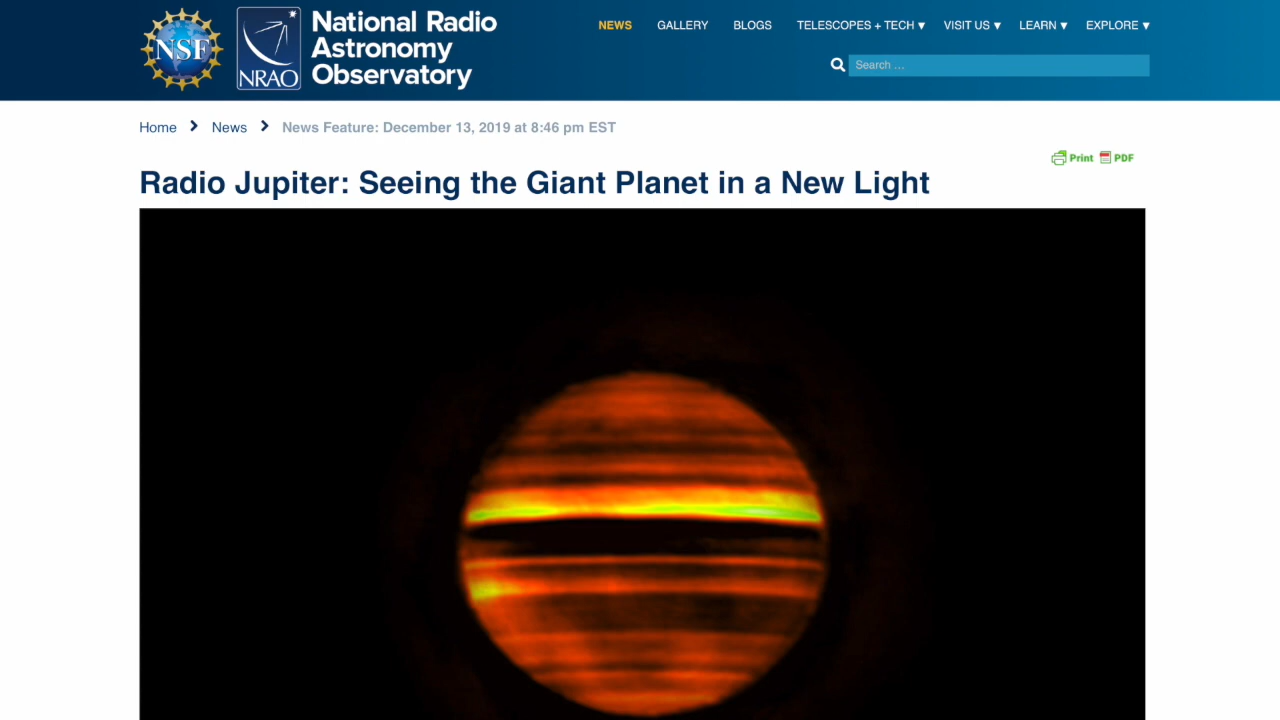 NSF
NRAO
National Radio
Astronomy
Observatory
NEWS GALLERY BLOGS TELESCOPES + TECH ▾ VISIT US ▾ LEARN ▾ EXPLORE ▾
Search ...
Home > News > News Feature: December 13, 2019 at 8:46 pm EST
Print PDF
Radio Jupiter: Seeing the Giant Planet in a New Light